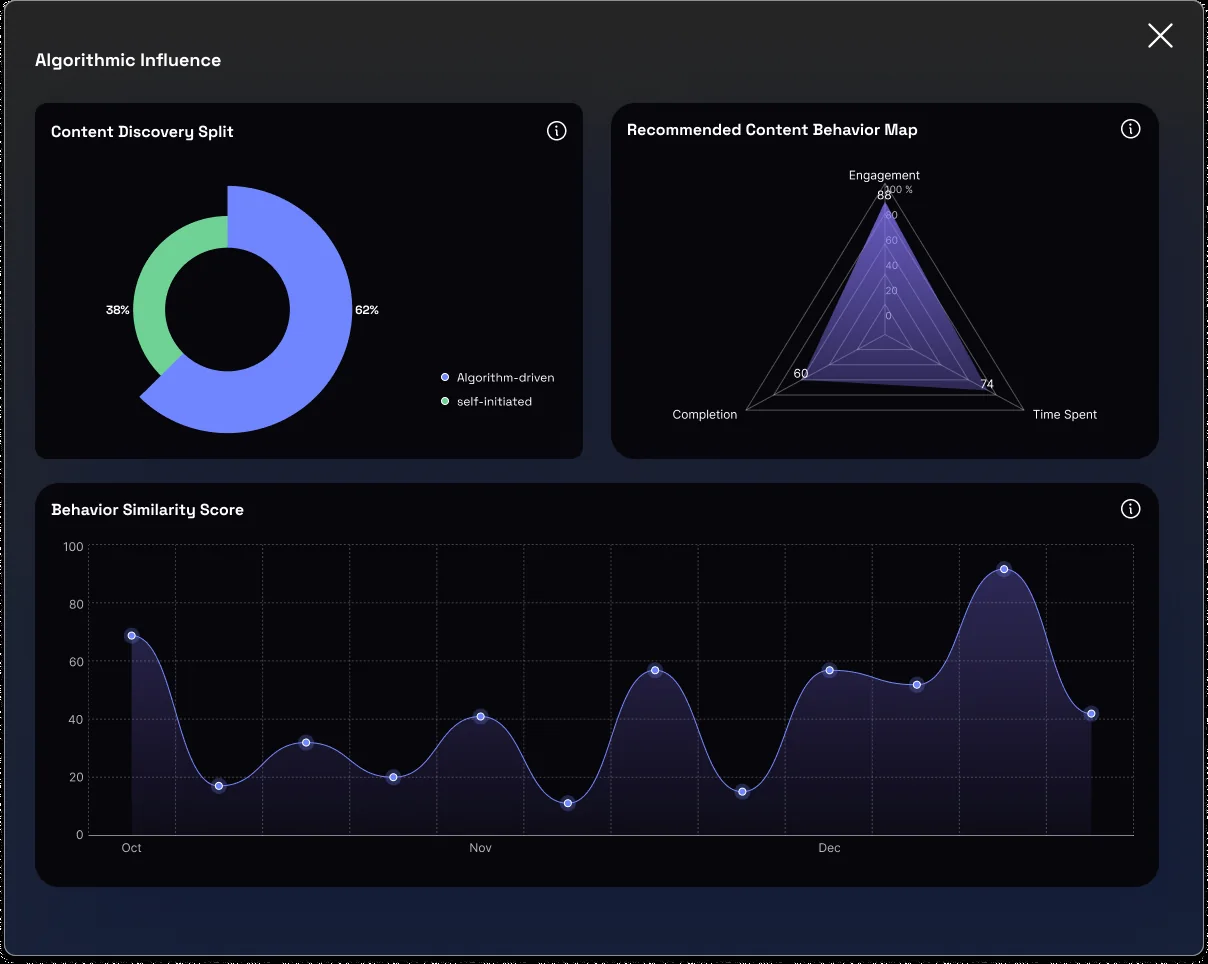 Algorithmic Influence
Content Discovery Split
38%
62%
Algorithm-driven
self-initiated
Recommended Content Behavior Map
Engagement
100 %
88
80
60
40
20
0
60
74
Completion
Time Spent
Behavior Similarity Score
100
80
60
40
20
0
Oct Nov Dec